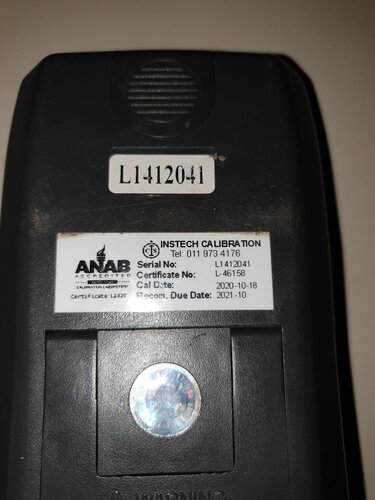 L1412041
INSTECH CALIBRATION
Tel: 011 973 4176
ANAB
ACCREDITED
Serial No: L1412041
Certificate No: L-46158
Cal Date: 2020-10-18
Recom. Due Date: 2021-10
WARNING